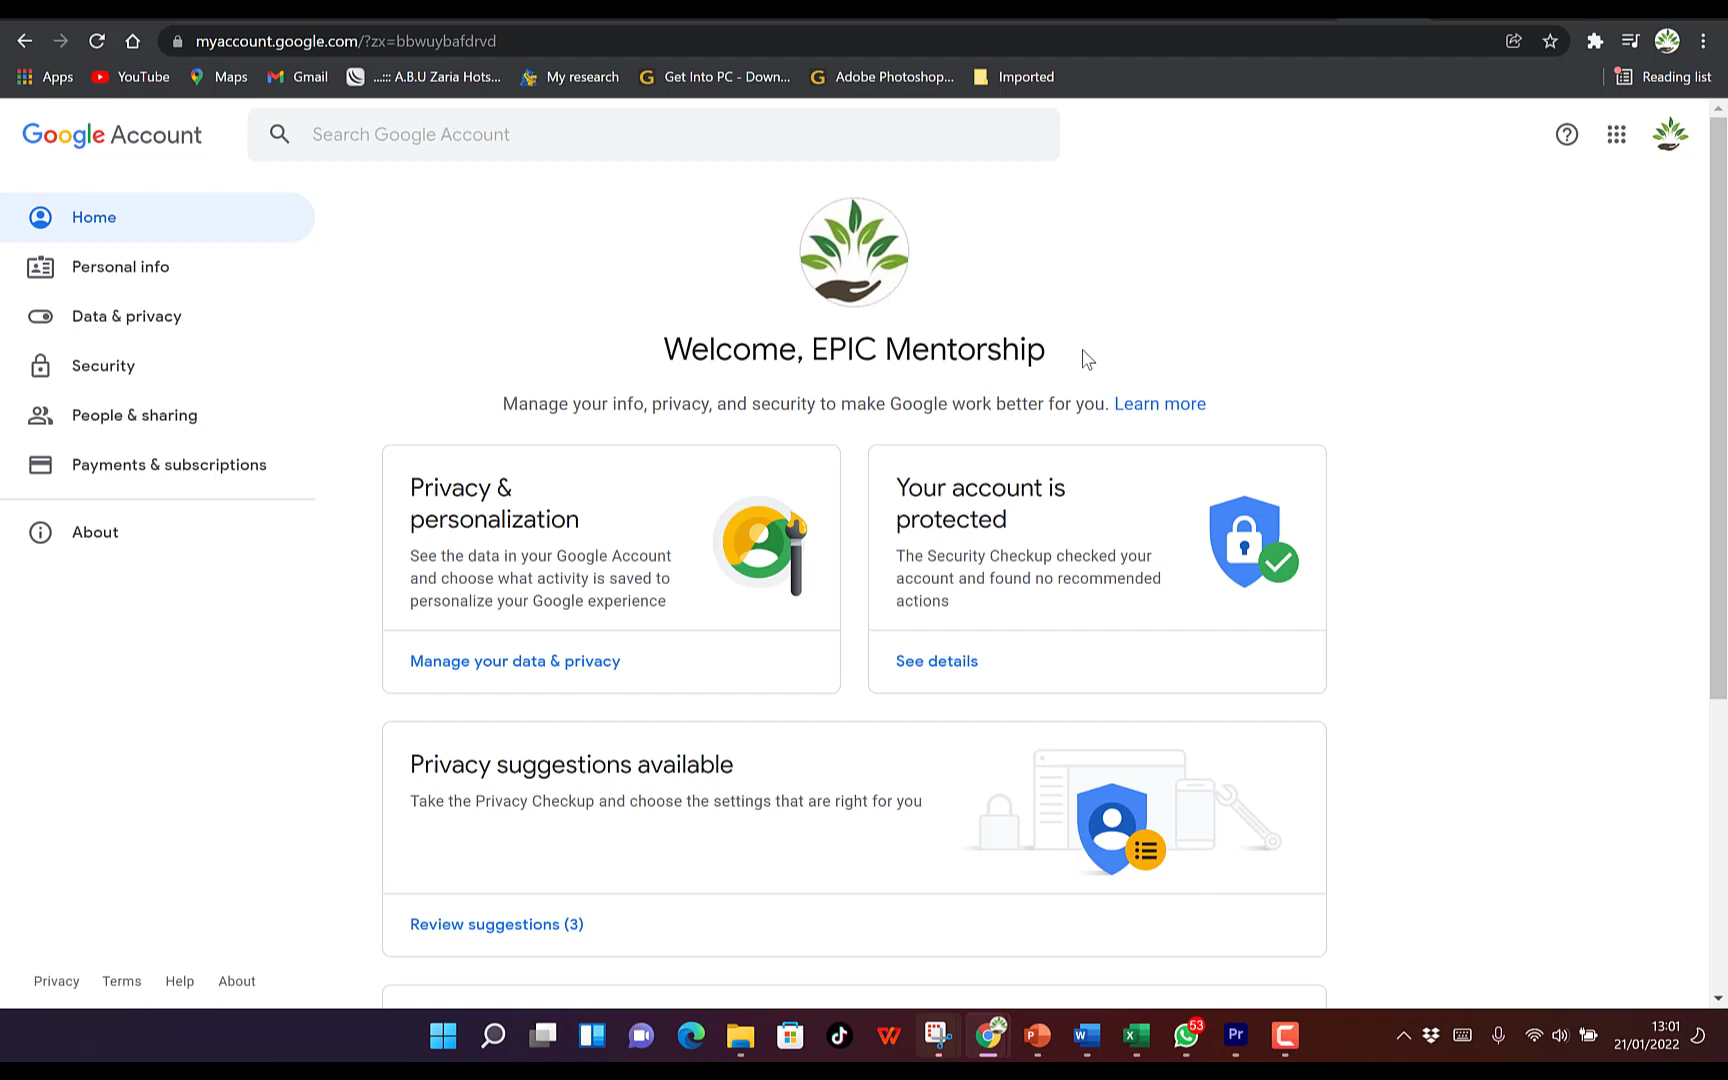 myaccount.google.com/?zx=bbwuybafdrvd
Apps YouTube Maps Gmail ...::: A.B.U Zaria Hots... My research Get Into PC - Down... Adobe Photoshop... Imported Reading list
Google Account
Search Google Account
Home
Personal info
Data & privacy
Security
People & sharing
Payments & subscriptions
About
Welcome, EPIC Mentorship
Manage your info, privacy, and security to make Google work better for you. Learn more
Privacy &
personalization
See the data in your Google Account
and choose what activity is saved to
personalize your Google experience
Manage your data & privacy
Your account is
protected
The Security Checkup checked your
account and found no recommended
actions
See details
Privacy suggestions available
Take the Privacy Checkup and choose the settings that are right for you
Review suggestions (3)
Privacy Terms Help About
53
Pr
13:01
21/01/2022